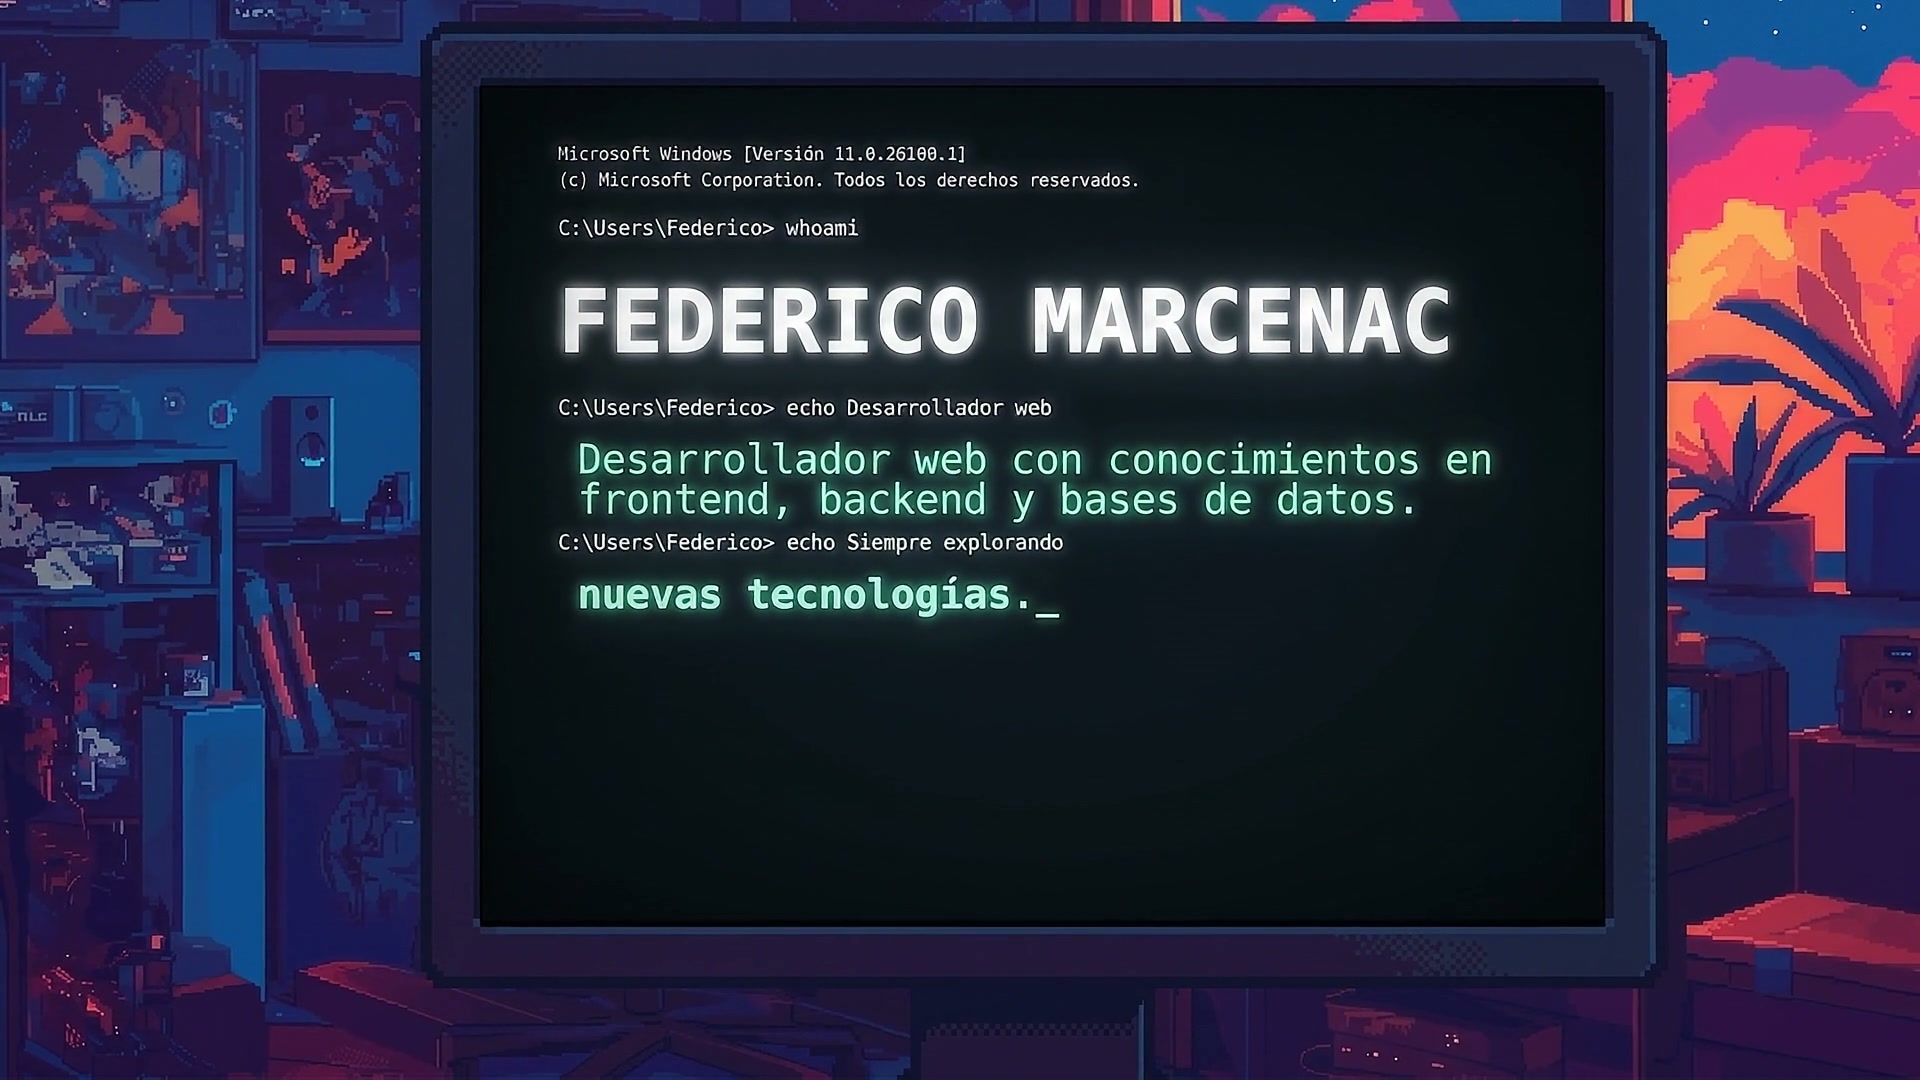 Microsoft Windows [Versión 11.0.26100.1]
(c) Microsoft Corporation. Todos los derechos reservados.
C:\Users\Federico> whoami
FEDERICO MARCENAC
C:\Users\Federico> echo Desarrollador web
Desarrollador web con conocimientos en
frontend, backend y bases de datos.
C:\Users\Federico> echo Siempre explorando
nuevas tecnologías._